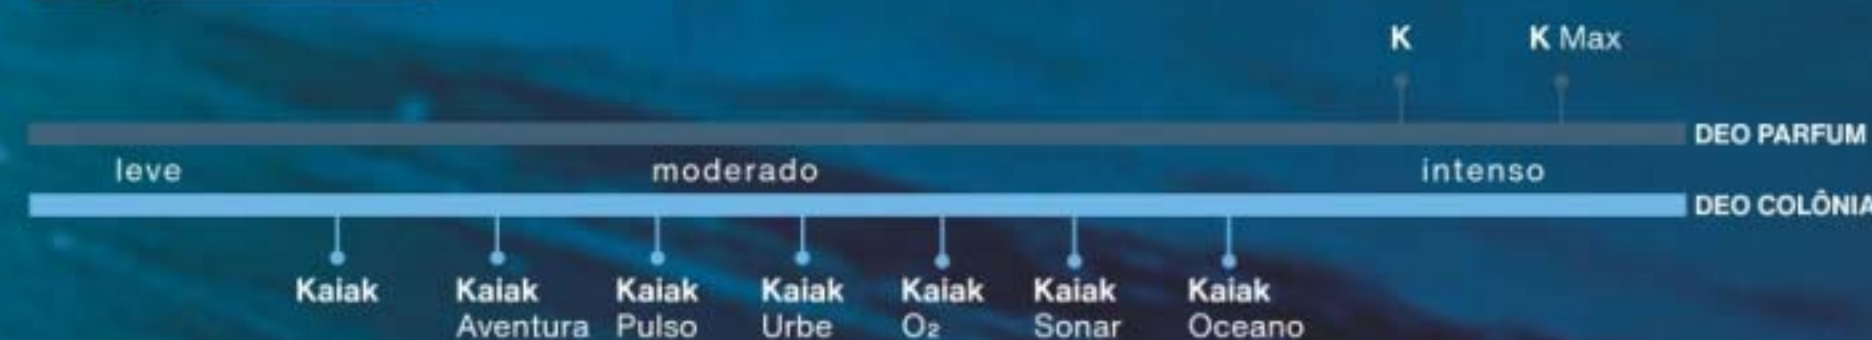 K K Max
DEO PARFUM
leve moderado intenso
DEO COLÔNIA
Kaiak Kaiak Kaiak Kaiak Kaiak Kaiak Kaiak
Aventura Pulso Urbe O₂ Sonar Oceano